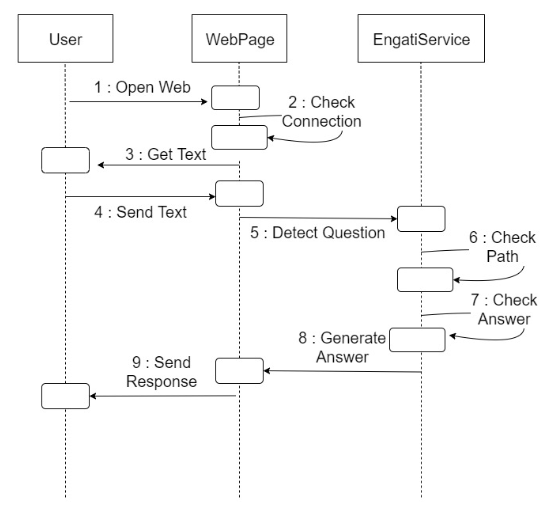 User
WebPage
EngatiService
1 : Open Web
2 : Check
Connection
3 : Get Text
4 : Send Text
5 : Detect Question
6 : Check
Path
7 : Check
Answer
8 : Generate
Answer
9 : Send
Response